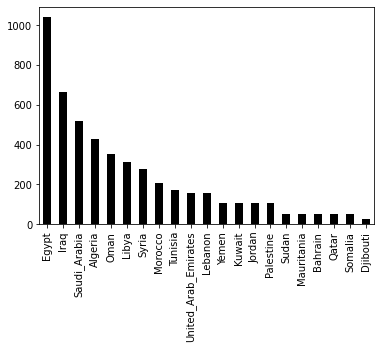 1000
800
600
400
200
0
Egypt
Iraq
Saudi_Arabia
Algeria
Oman
Libya
Syria
Morocco
Tunisia
United_Arab_Emirates
Lebanon
Yemen
Kuwait
Jordan
Palestine
Sudan
Mauritania
Bahrain
Qatar
Somalia
Djibouti